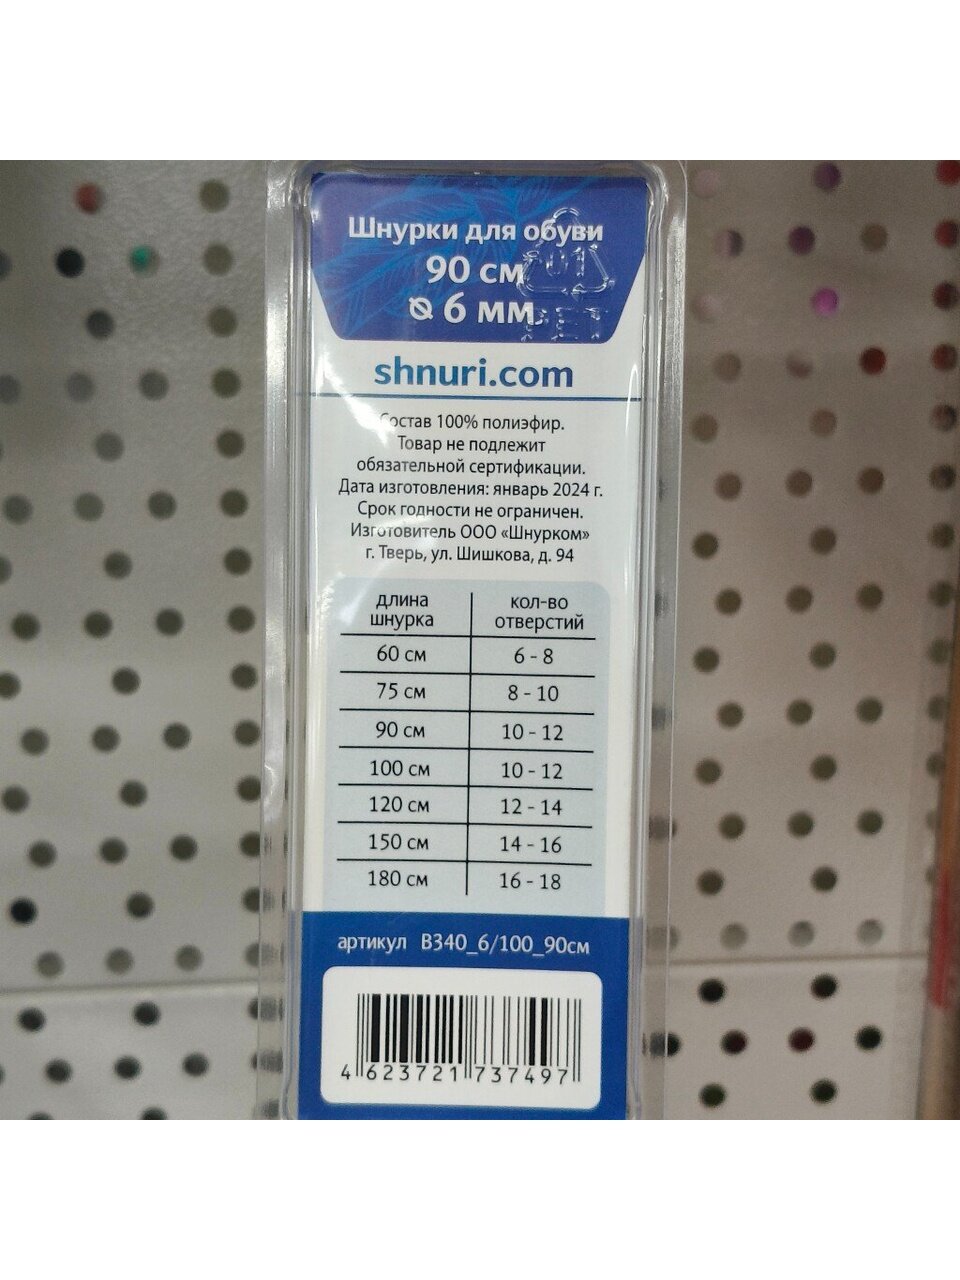 Шнурки для обуви
90 см
⌀ 6 мм
01
PET
shnuri.com
Состав 100% полиэфир.
Товар не подлежит
обязательной сертификации.
Дата изготовления: январь 2024 г.
Срок годности не ограничен.
Изготовитель ООО «Шнурком»
г. Тверь, ул. Шишкова, д. 94
длина шнурка кол-во отверстий
60 см 6 - 8
75 см 8 - 10
90 см 10 - 12
100 см 10 - 12
120 см 12 - 14
150 см 14 - 16
180 см 16 - 18
артикул B340_6/100_90см
4 623721 737497